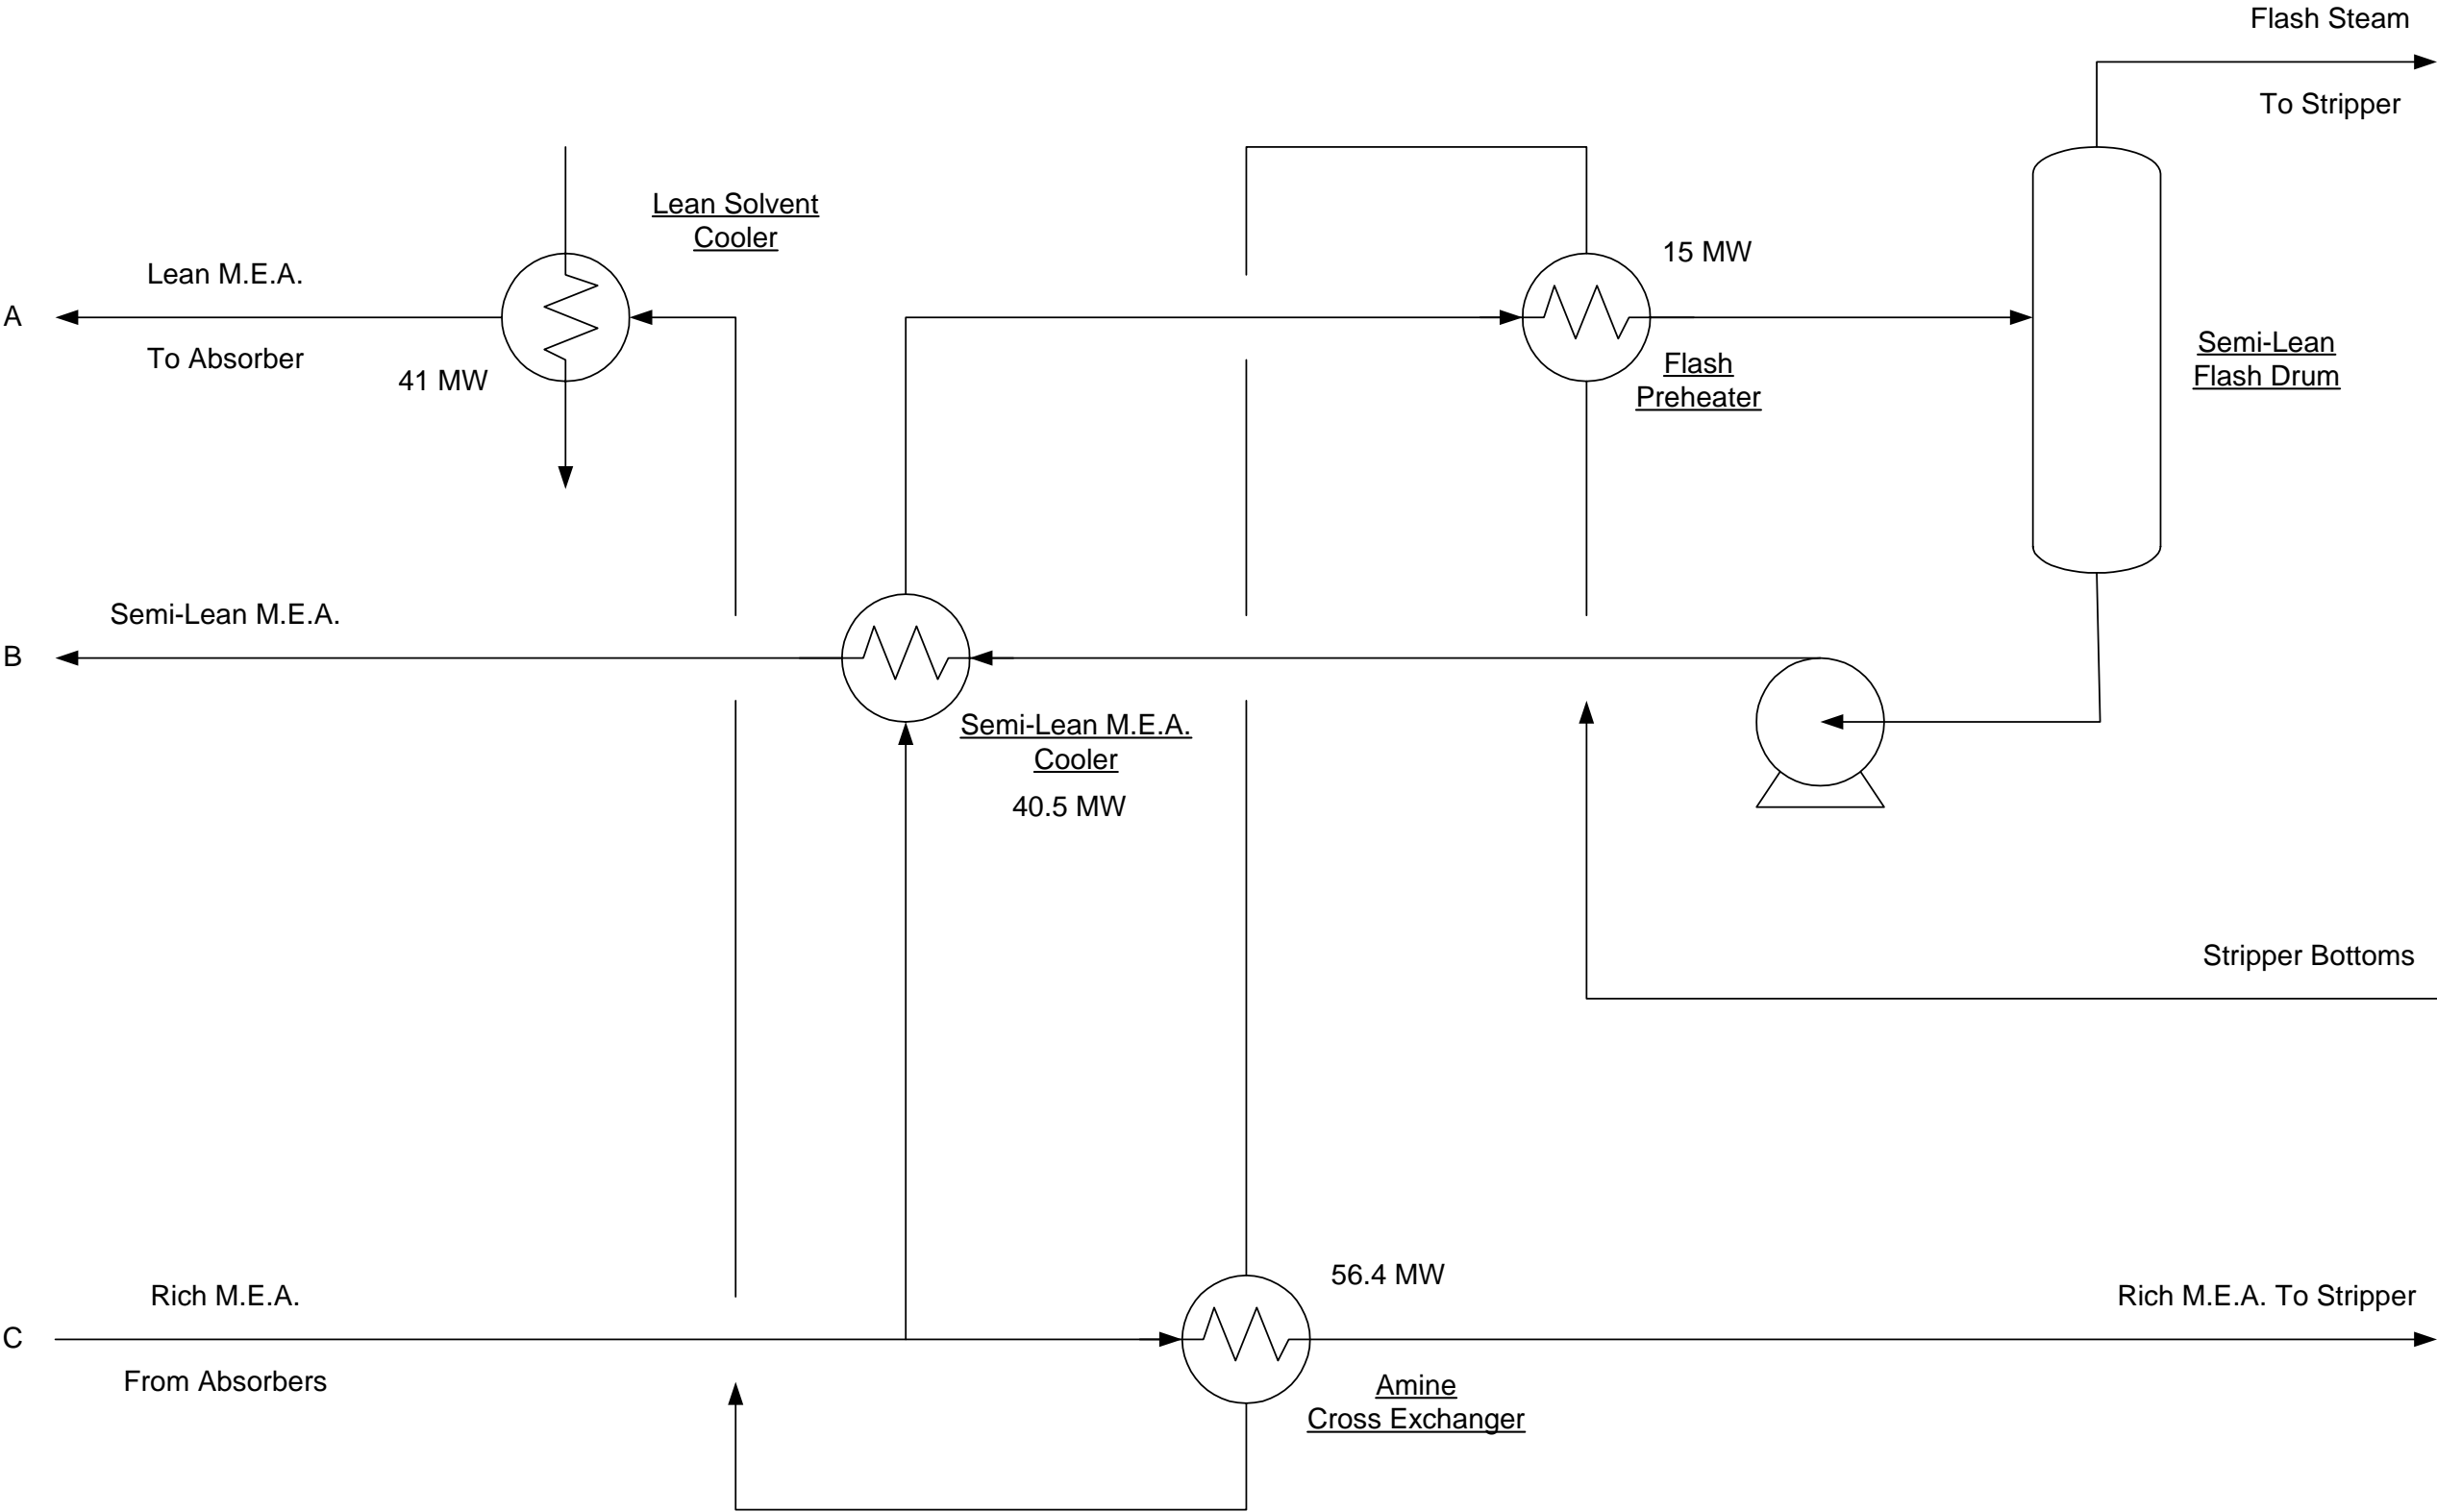 Flash Steam
To Stripper
Lean Solvent
Cooler
15 MW
Lean M.E.A.
A
To Absorber
41 MW
Flash
Preheater
Semi-Lean
Flash Drum
Semi-Lean M.E.A.
B
Semi-Lean M.E.A.
Cooler
40.5 MW
Stripper Bottoms
56.4 MW
Rich M.E.A.
Rich M.E.A. To Stripper
C
From Absorbers
Amine
Cross Exchanger